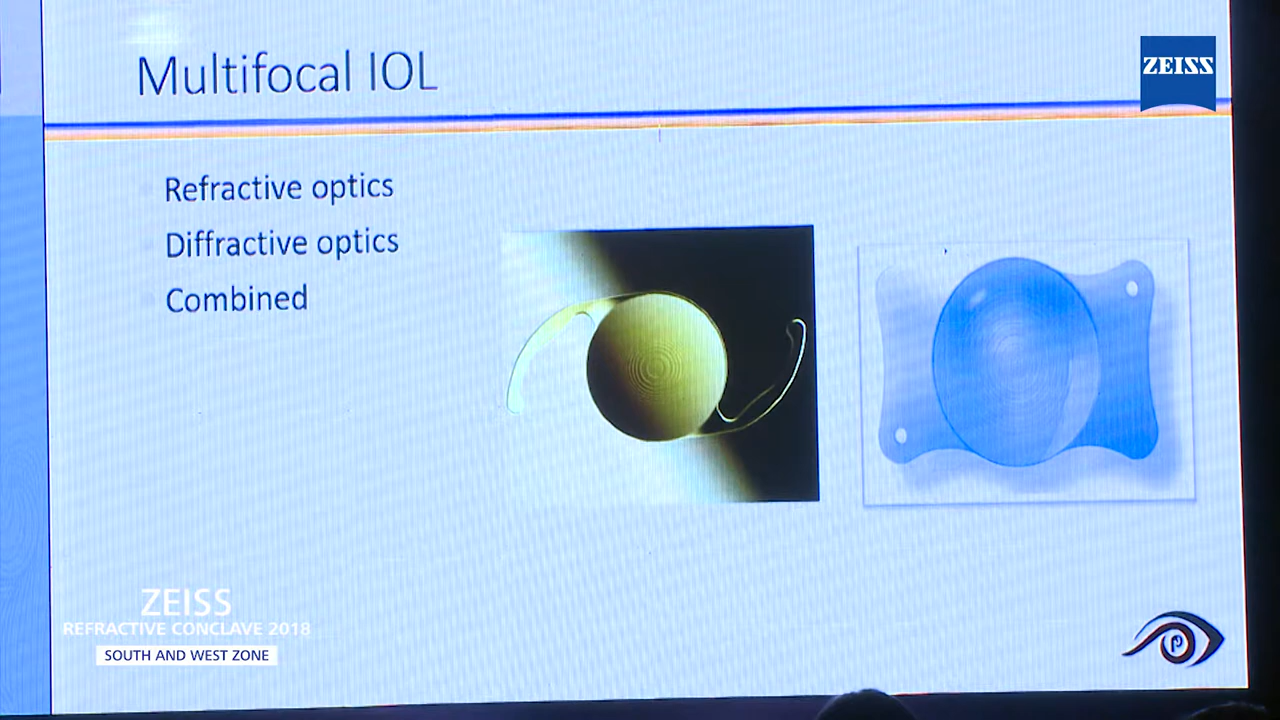 Multifocal IOL
ZEISS
Refractive optics
Diffractive optics
Combined
ZEISS
REFRACTIVE CONCLAVE 2018
SOUTH AND WEST ZONE